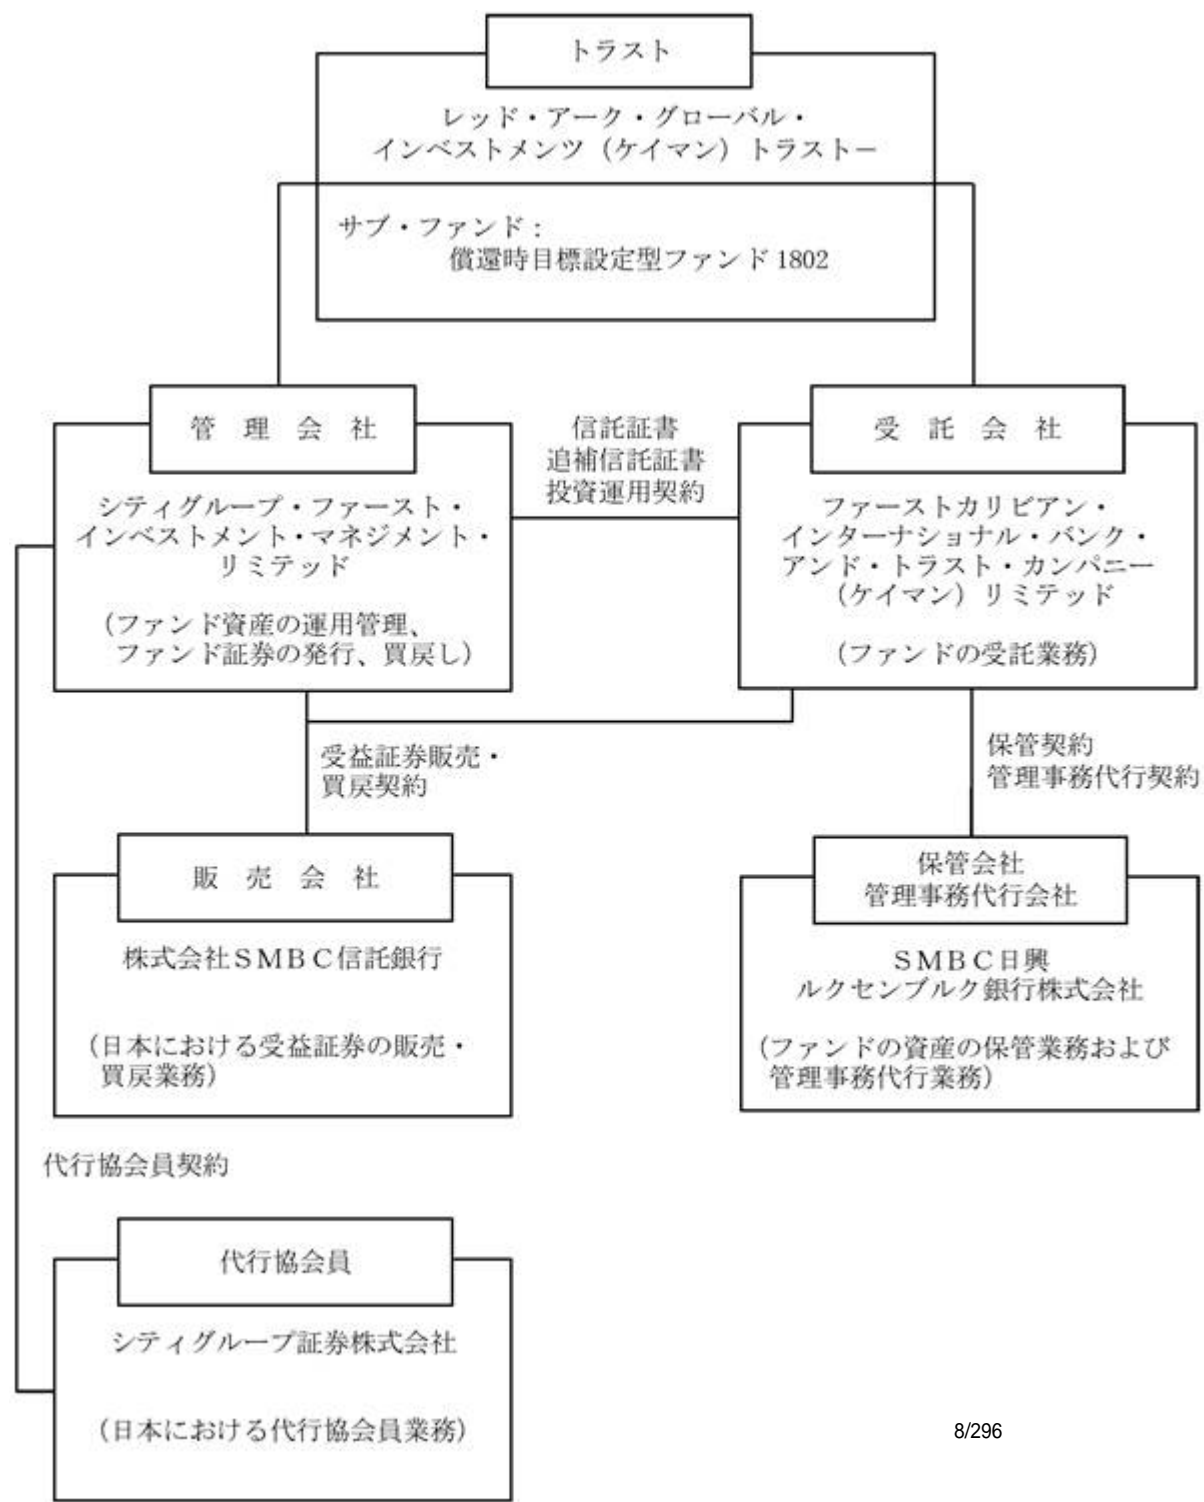 トラスト
レッド・アーク・グローバル・
インベストメンツ（ケイマン）トラスト－
サブ・ファンド：
償還時目標設定型ファンド 1802
管　理　会　社
シティグループ・ファースト・
インベストメント・マネジメント・
リミテッド
（ファンド資産の運用管理、
ファンド証券の発行、買戻し）
信託証書
追補信託証書
投資運用契約
受　託　会　社
ファーストカリビアン・
インターナショナル・バンク・
アンド・トラスト・カンパニー
（ケイマン）リミテッド
（ファンドの受託業務）
受益証券販売・
買戻契約
保管契約
管理事務代行契約
販　売　会　社
株式会社ＳＭＢＣ信託銀行
（日本における受益証券の販売・
買戻業務）
保管会社
管理事務代行会社
ＳＭＢＣ日興
ルクセンブルク銀行株式会社
（ファンドの資産の保管業務および
管理事務代行業務）
代行協会員契約
代行協会員
シティグループ証券株式会社
（日本における代行協会員業務）
8/296